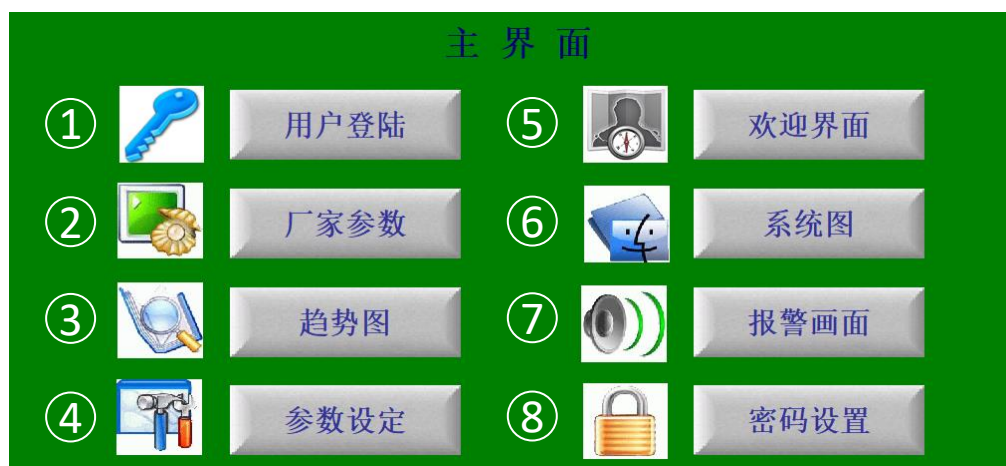 主界面
① 用户登陆
② 厂家参数
③ 趋势图
④ 参数设定
⑤ 欢迎界面
⑥ 系统图
⑦ 报警画面
⑧ 密码设置